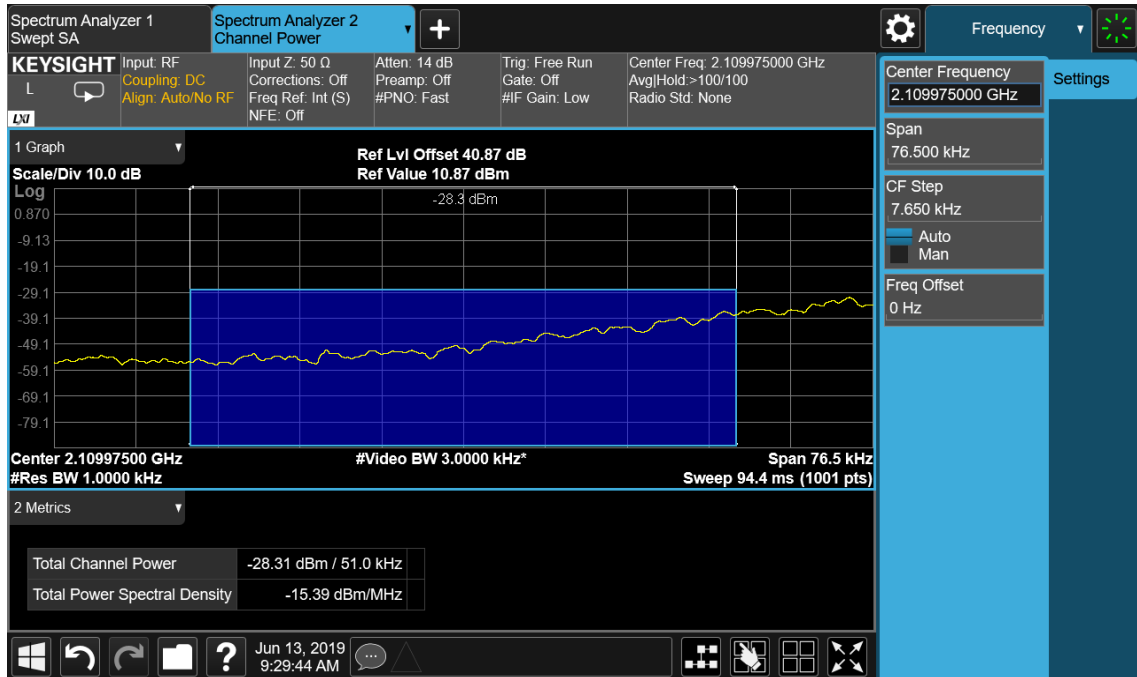 Spectrum Analyzer 1
Swept SA
Spectrum Analyzer 2
Channel Power
Frequency
KEYSIGHT
L
LXI
Input: RF
Coupling: DC
Align: Auto/No RF
Input Z: 50 Ω
Corrections: Off
Freq Ref: Int (S)
NFE: Off
Atten: 14 dB
Preamp: Off
#PNO: Fast
Trig: Free Run
Gate: Off
#IF Gain: Low
Center Freq: 2.109975000 GHz
Avg|Hold:>100/100
Radio Std: None
Center Frequency
2.109975000 GHz
Settings
Span
76.500 kHz
CF Step
7.650 kHz
Auto
Man
Freq Offset
0 Hz
1 Graph
Scale/Div 10.0 dB
Ref Lvl Offset 40.87 dB
Ref Value 10.87 dBm
Log
-28.3 dBm
0.870
-9.13
-19.1
-29.1
-39.1
-49.1
-59.1
-69.1
-79.1
Center 2.10997500 GHz
#Res BW 1.0000 kHz
#Video BW 3.0000 kHz*
Span 76.5 kHz
Sweep 94.4 ms (1001 pts)
2 Metrics
Total Channel Power -28.31 dBm / 51.0 kHz
Total Power Spectral Density -15.39 dBm/MHz
?
Jun 13, 2019
9:29:44 AM